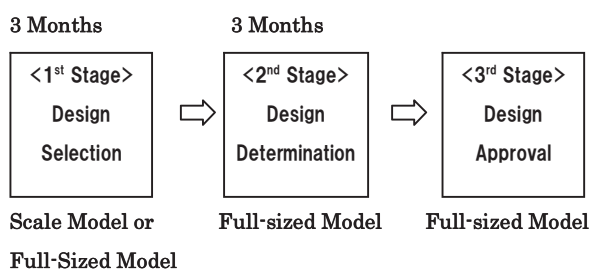 3 Months
3 Months
<1st Stage>
Design
Selection
<2nd Stage>
Design
Determination
<3rd Stage>
Design
Approval
Scale Model or
Full-Sized Model
Full-sized Model
Full-sized Model